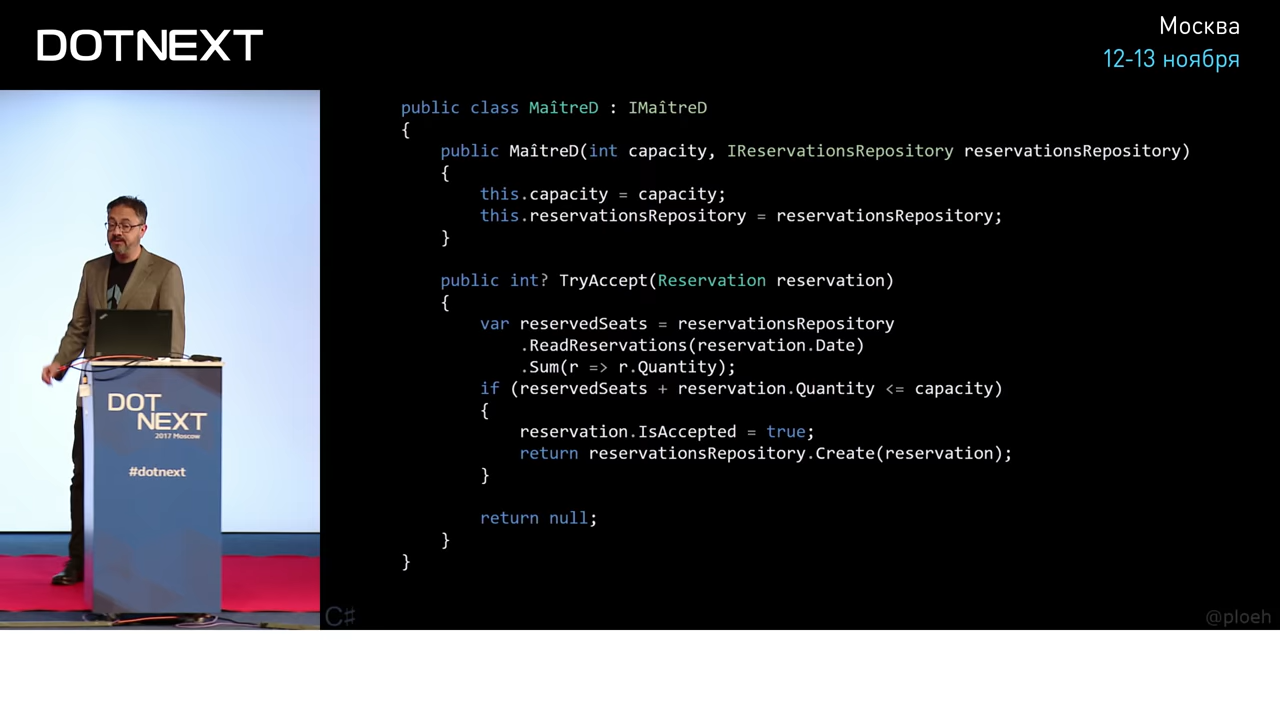 DOTNEXT
Москва
12-13 ноября
public class MaîtreD : IMaîtreD
{
public MaîtreD(int capacity, IReservationsRepository reservationsRepository)
{
this.capacity = capacity;
this.reservationsRepository = reservationsRepository;
}
public int? TryAccept(Reservation reservation)
{
var reservedSeats = reservationsRepository
.ReadReservations(reservation.Date)
.Sum(r => r.Quantity);
if (reservedSeats + reservation.Quantity <= capacity)
{
reservation.IsAccepted = true;
return reservationsRepository.Create(reservation);
}
return null;
}
}
DOT
NEXT
2017 Moscow
#dotnext
C#
@ploeh